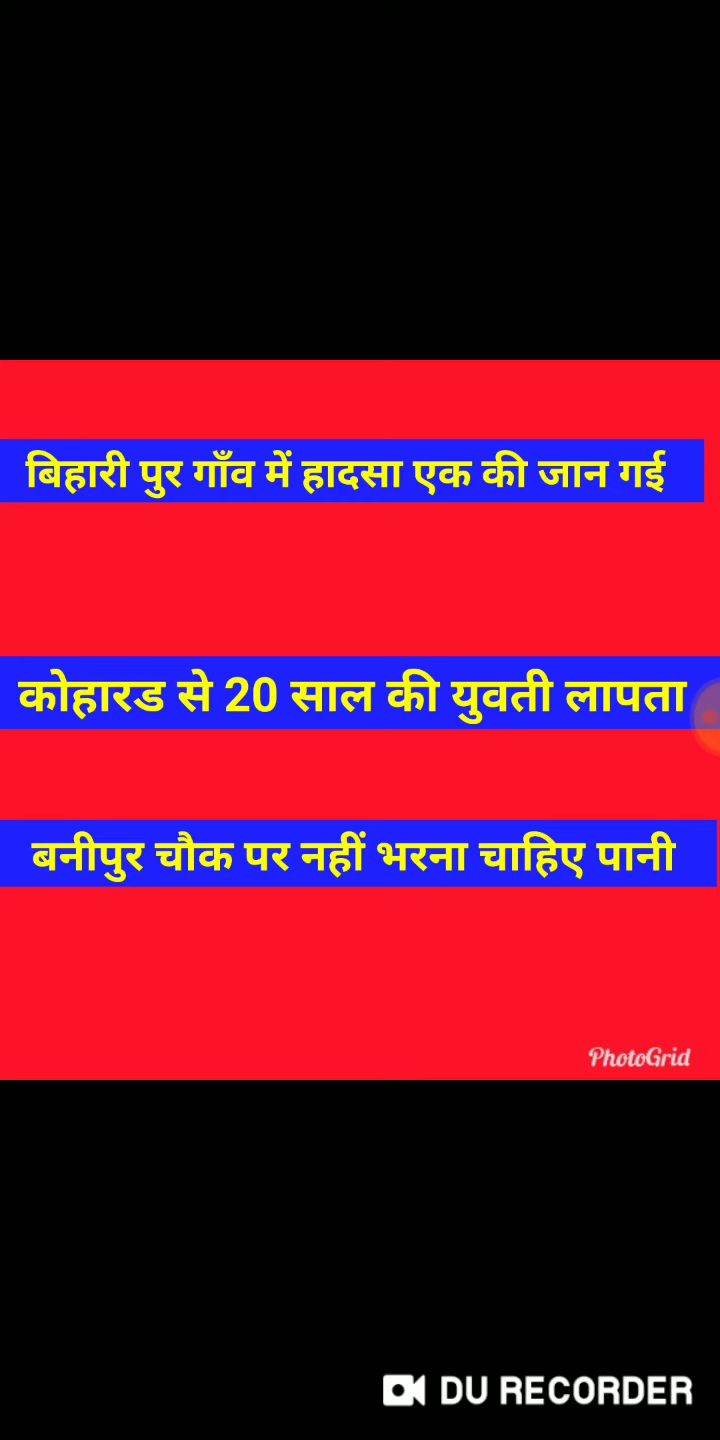 बिहारी पुर गाँव में हादसा एक की जान गई
कोहारड से 20 साल की युवती लापता
बनीपुर चौक पर नहीं भरना चाहिए पानी
PhotoGrid
DU RECORDER